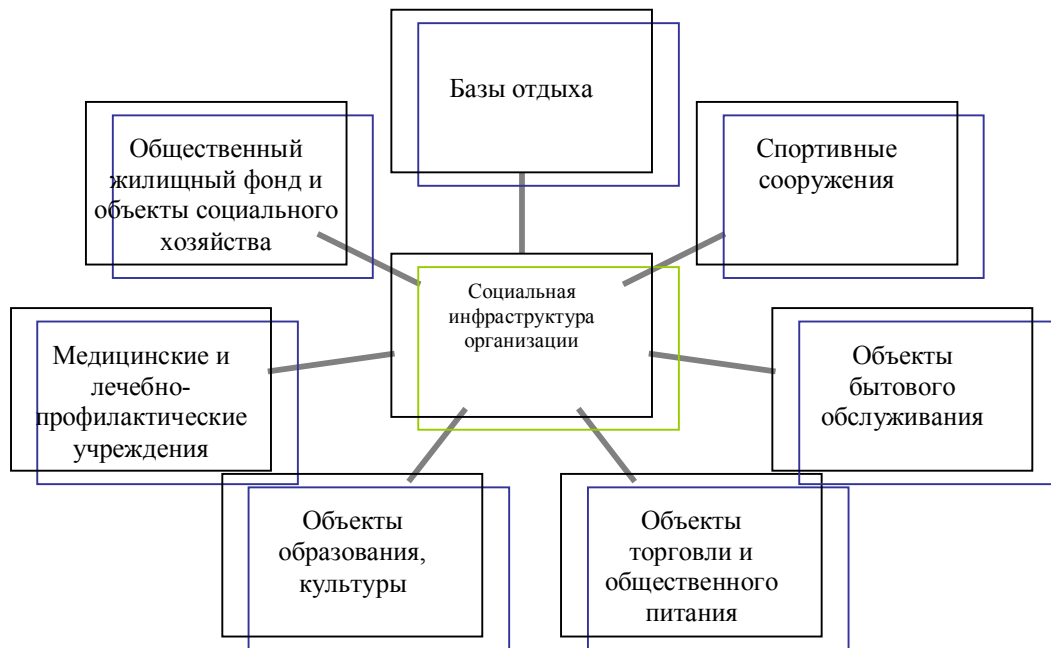 Базы отдыха
Общественный
жилищный фонд и
объекты социального
хозяйства
Спортивные
сооружения
Социальная
инфраструктура
организации
Медицинские и
лечебно-
профилактические
учреждения
Объекты
бытового
обслуживания
Объекты
образования,
культуры
Объекты
торговли и
общественного
питания